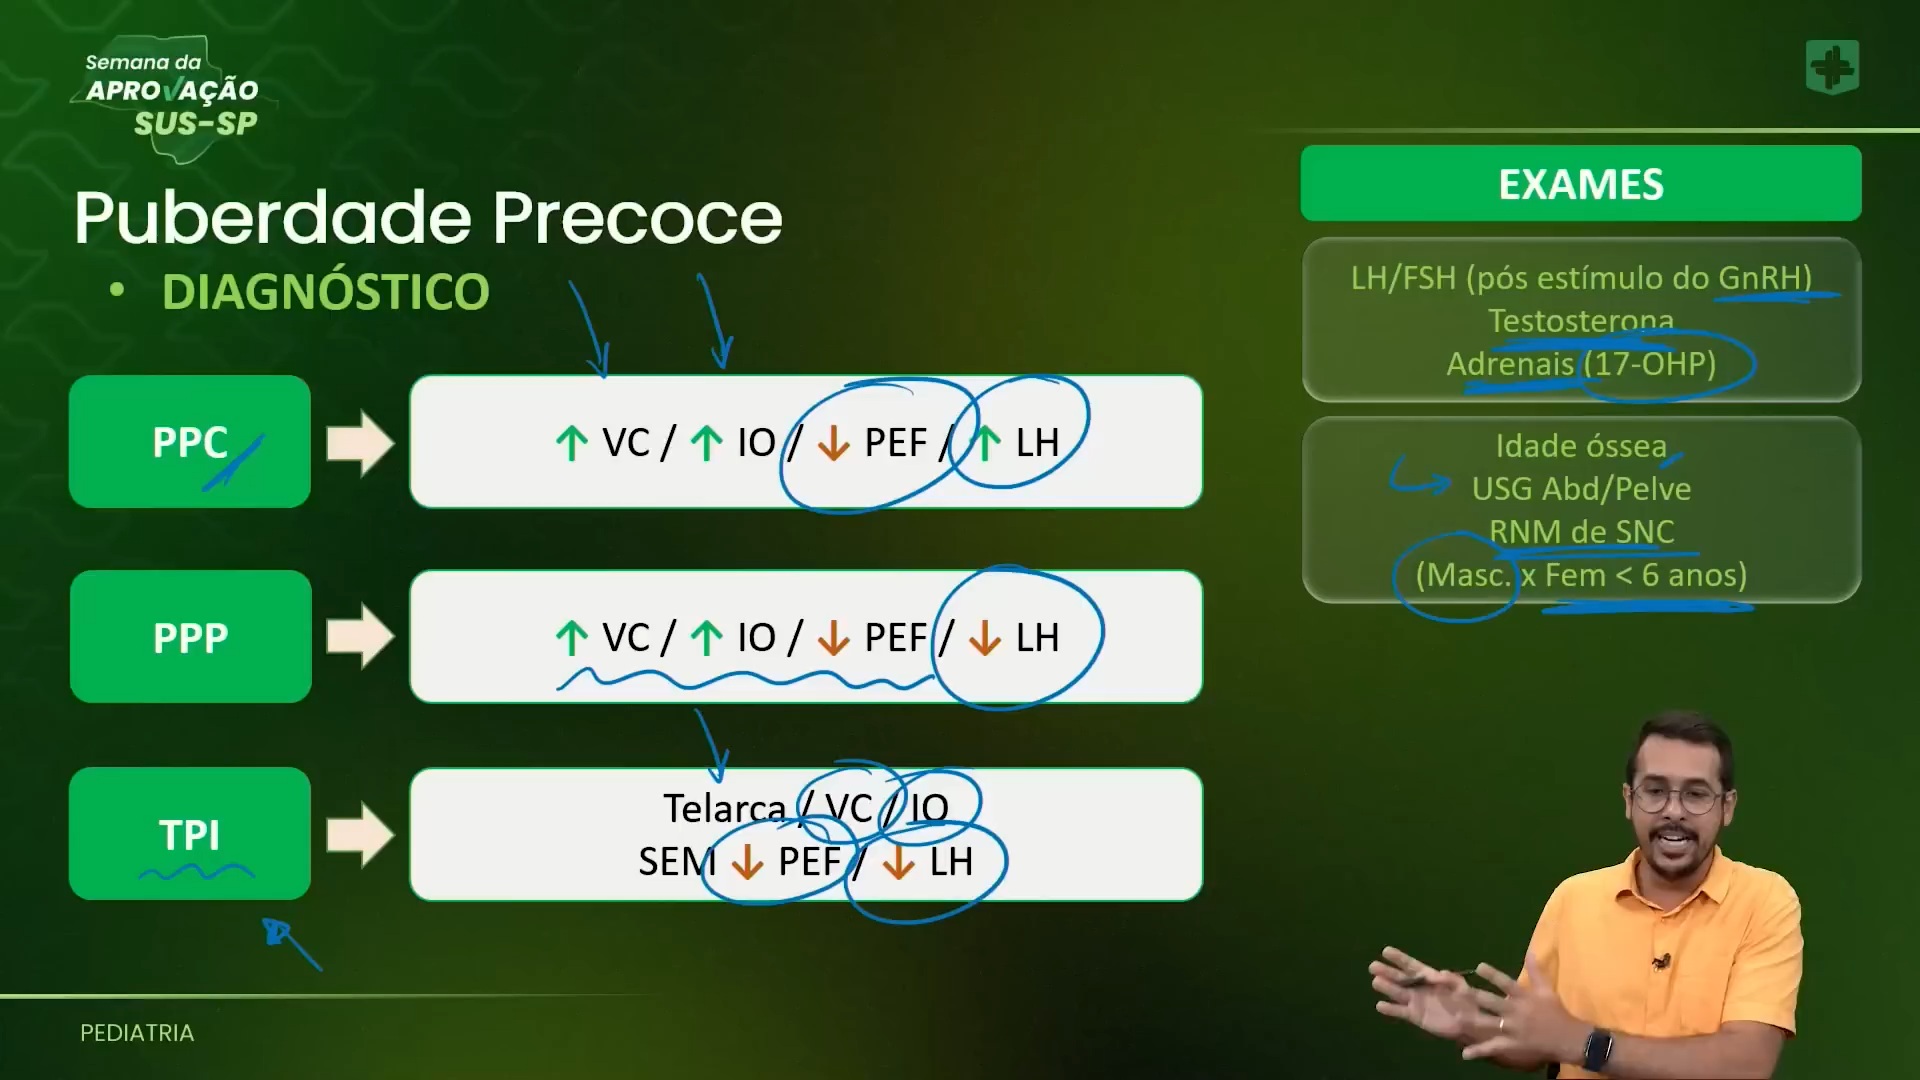 Semana da
APROVAÇÃO
SUS-SP
Puberdade Precoce
• DIAGNÓSTICO
PPC
↑ VC / ↑ IO / ↓ PEF / ↑ LH
PPP
↑ VC / ↑ IO / ↓ PEF / ↓ LH
TPI
Telarca / VC / IO
SEM ↓ PEF / ↓ LH
EXAMES
LH/FSH (pós estímulo do GnRH)
Testosterona
Adrenais (17-OHP)
Idade óssea
USG Abd/Pelve
RNM de SNC
(Masc. x Fem < 6 anos)
PEDIATRIA